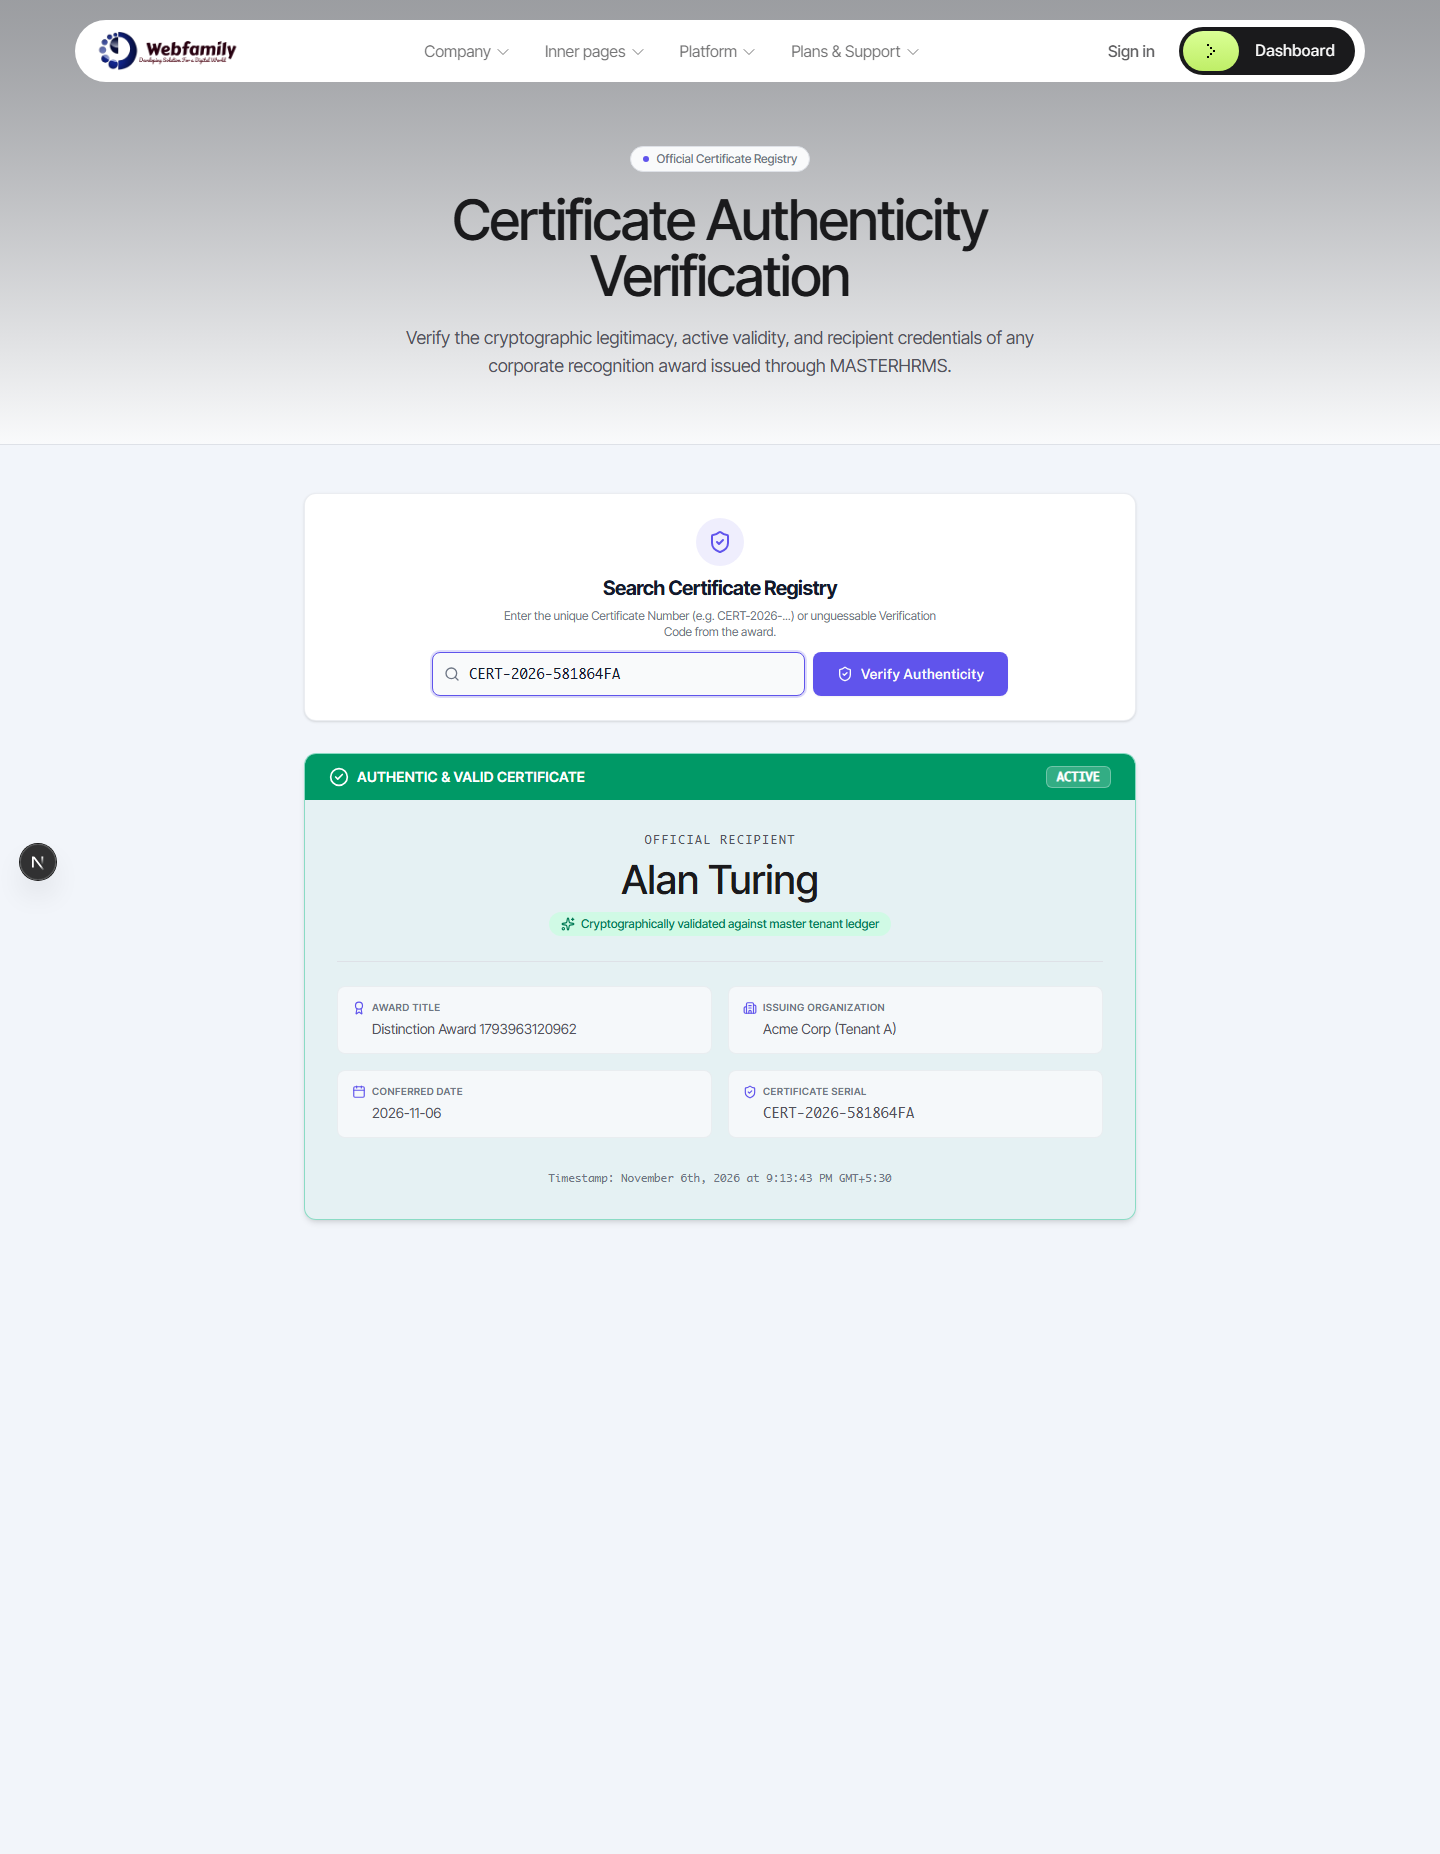 Webfamily
Developing Solution For a Digital World
Company
Inner pages
Platform
Plans & Support
Sign in
Dashboard
Official Certificate Registry
Certificate Authenticity
Verification
Verify the cryptographic legitimacy, active validity, and recipient credentials of any
corporate recognition award issued through MASTERHRMS.
Search Certificate Registry
Enter the unique Certificate Number (e.g. CERT-2026-...) or unguessable Verification
Code from the award.
CERT-2026-581864FA
Verify Authenticity
AUTHENTIC & VALID CERTIFICATE
ACTIVE
OFFICIAL RECIPIENT
Alan Turing
Cryptographically validated against master tenant ledger
AWARD TITLE
Distinction Award 1793963120962
ISSUING ORGANIZATION
Acme Corp (Tenant A)
CONFERRED DATE
2026-11-06
CERTIFICATE SERIAL
CERT-2026-581864FA
Timestamp: November 6th, 2026 at 9:13:43 PM GMT+5:30
N